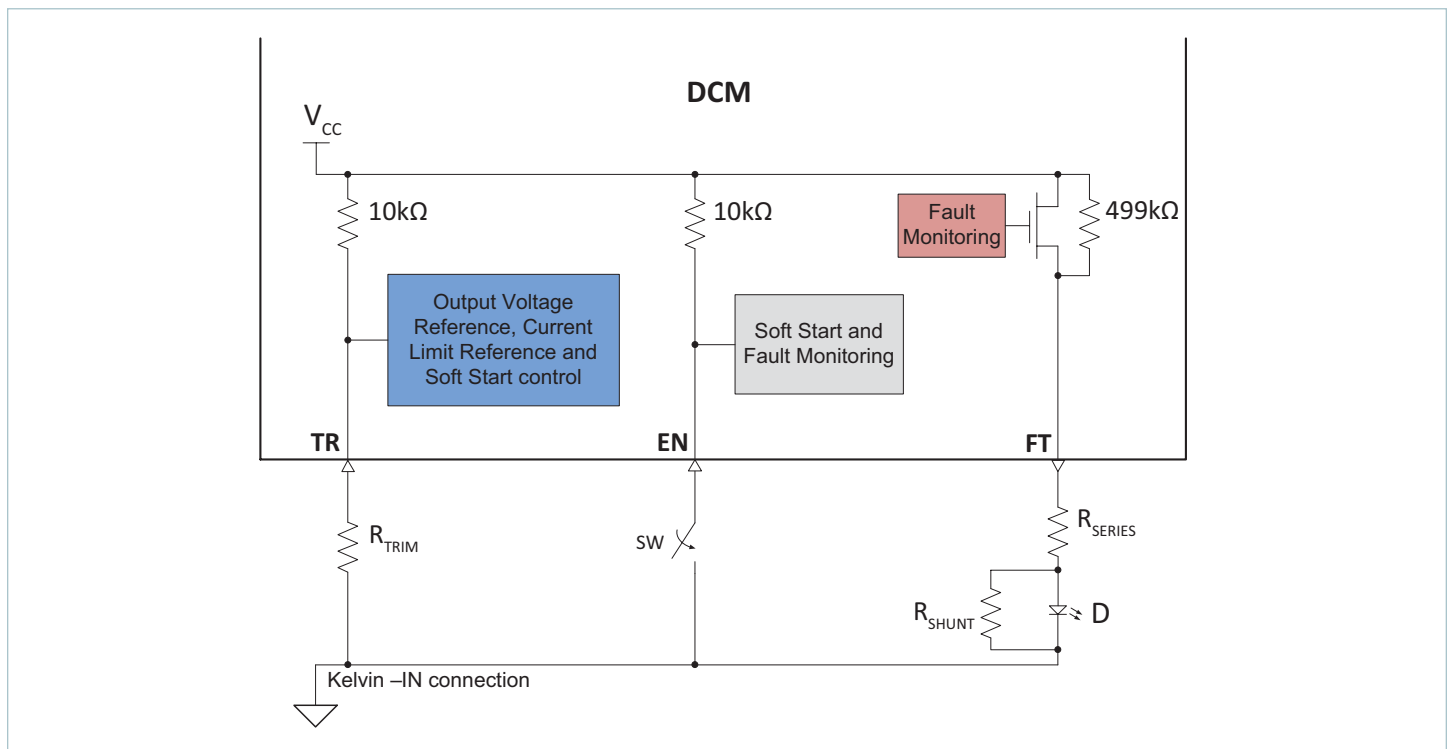 DCM
VCC
10kΩ
10kΩ
499kΩ
Fault
Monitoring
Output Voltage
Reference, Current
Limit Reference and
Soft Start control
Soft Start and
Fault Monitoring
TR
EN
FT
RTRIM
SW
RSERIES
RSHUNT
D
Kelvin –IN connection